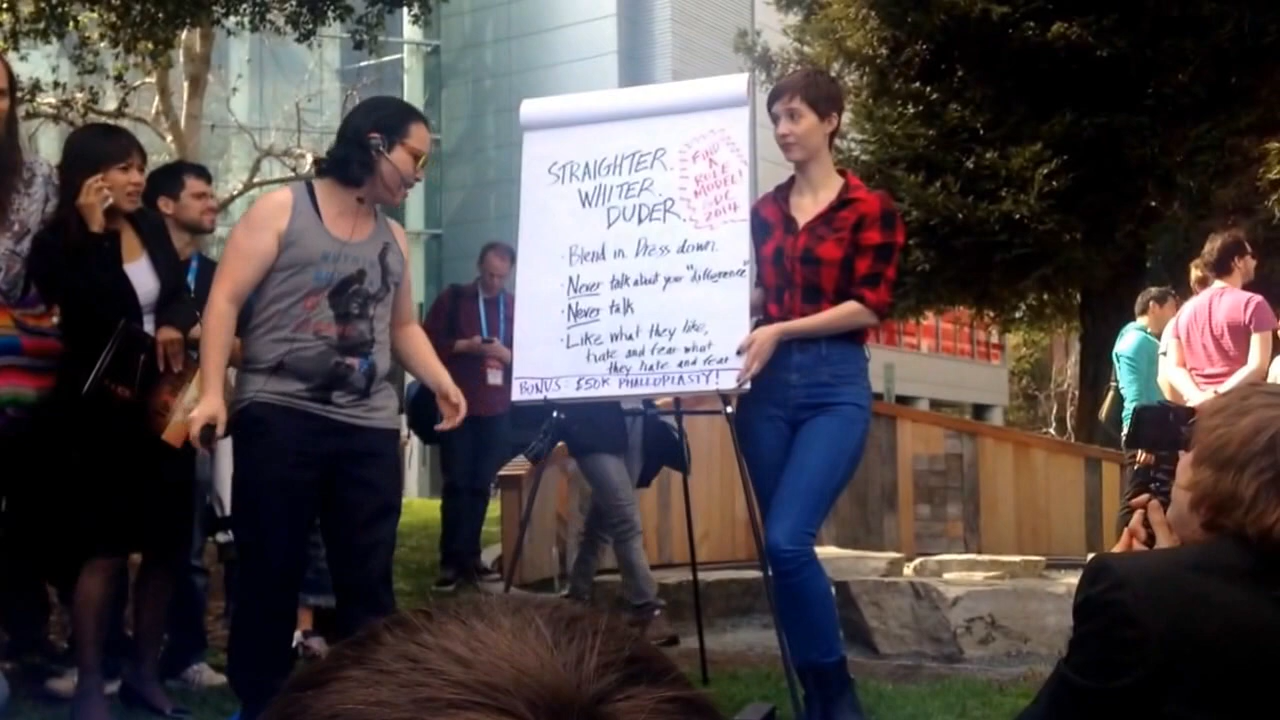 STRAIGHTER.
WHITER.
DUDER.
FIND
A
ROLE
MODEL!
2014
· Blend in. Dress down.
· Never talk about your "difference"
· Never talk
· Like what they like,
hate and fear what
they hate and fear
BONUS: $50K PHALLOPLASTY!